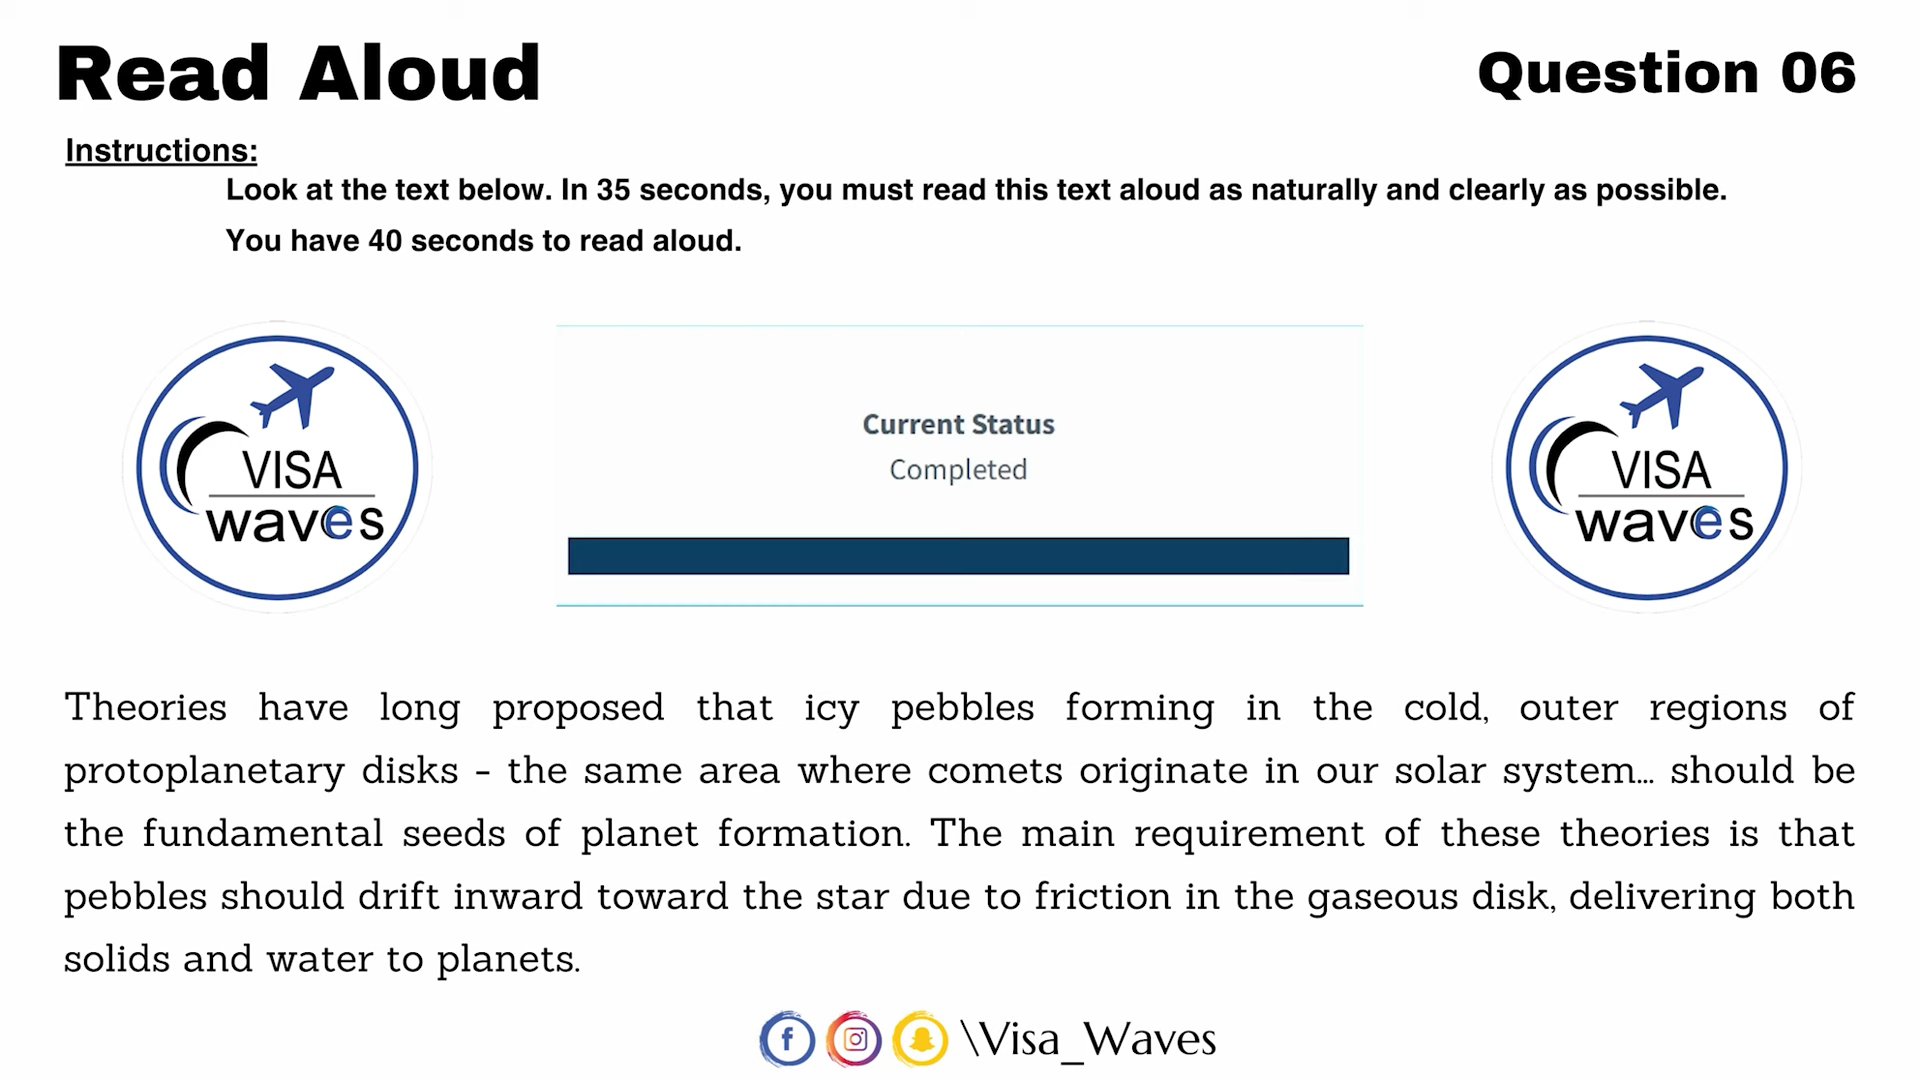 Read Aloud
Question 06
Instructions:
Look at the text below. In 35 seconds, you must read this text aloud as naturally and clearly as possible.
You have 40 seconds to read aloud.
VISA
waves
Current Status
Completed
VISA
waves
Theories have long proposed that icy pebbles forming in the cold, outer regions of
protoplanetary disks - the same area where comets originate in our solar system... should be
the fundamental seeds of planet formation. The main requirement of these theories is that
pebbles should drift inward toward the star due to friction in the gaseous disk, delivering both
solids and water to planets.
\Visa_Waves